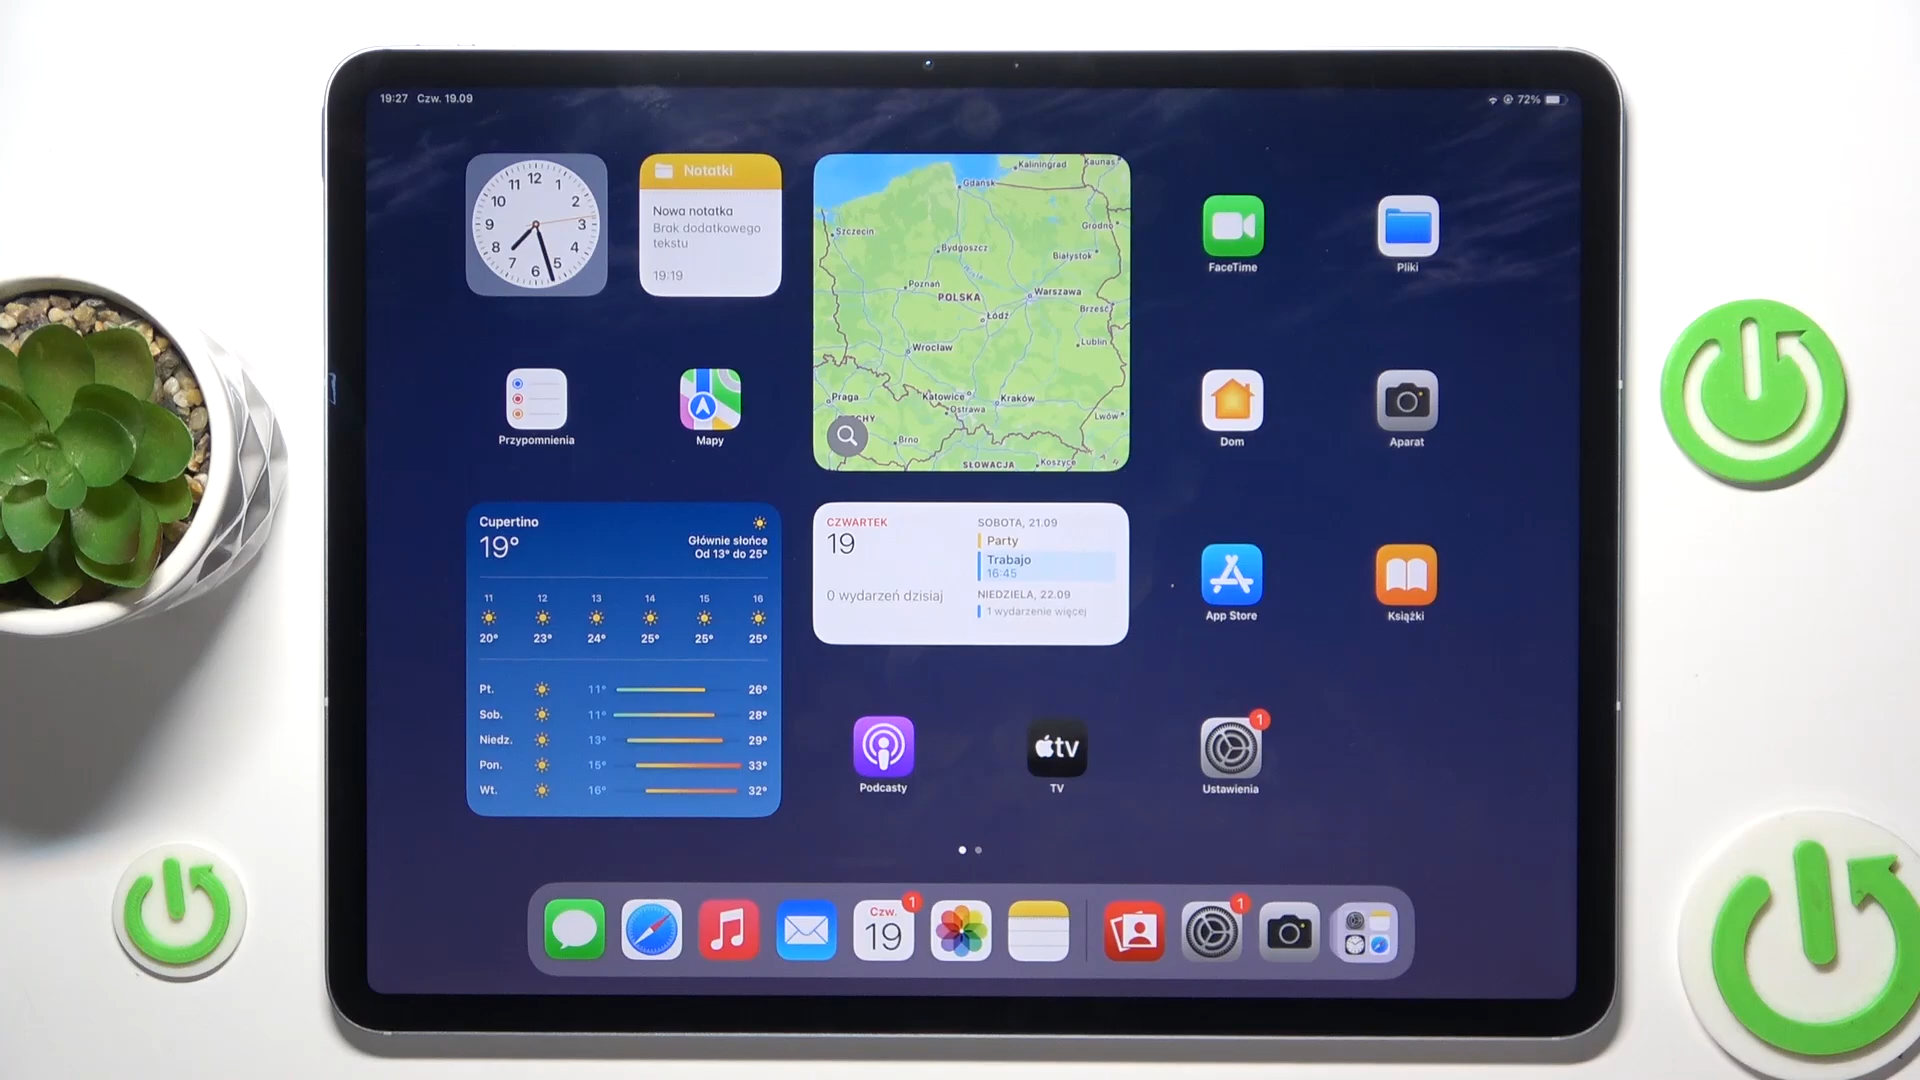 19:27 Czw. 19.09
72%
12
11 1
10 2
9 3
8 4
7 5
6
Notatki
Nowa notatka
Brak dodatkowego
tekstu
19:19
Kaliningrad
Kaunas
Gdańsk
Grodno
Szczecin
Bydgoszcz
Białystok
Poznań
POLSKA
Warszawa
Łódź
Brześć
Lublin
Wrocław
Praga
Katowice
Kraków
Ostrawa
Lwów
CHY
Brno
SŁOWACJA
Koszyce
FaceTime
Pliki
Przypomnienia
Mapy
Dom
Aparat
Cupertino
19°
Głównie słońce
Od 13° do 25°
11 12 13 14 15 16
20° 23° 24° 25° 25° 25°
Pt. 11° 26°
Sob. 11° 28°
Niedz. 13° 29°
Pon. 15° 33°
Wt. 16° 32°
CZWARTEK
19
0 wydarzeń dzisiaj
SOBOTA, 21.09
Party
Trabajo
16:45
NIEDZIELA, 22.09
1 wydarzenie więcej
App Store
Książki
tv
1
Podcasty
TV
Ustawienia
Czw.
19
1
1